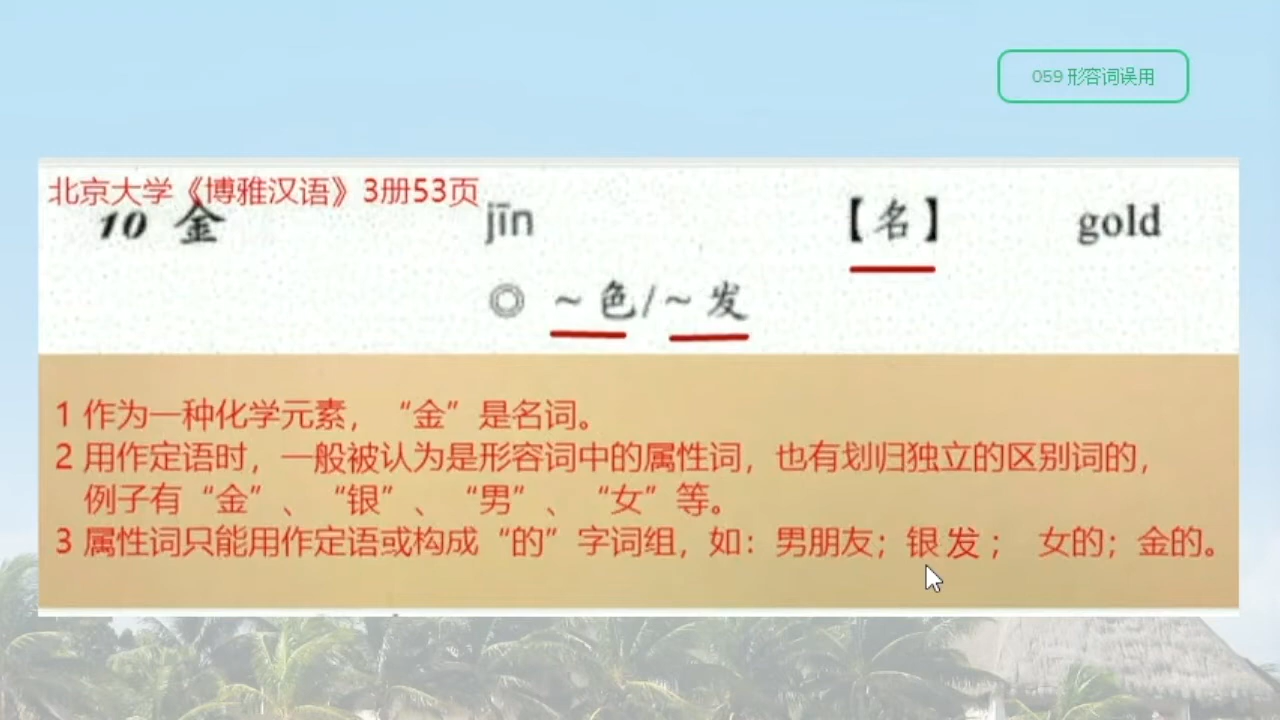 059 形容词误用
北京大学《博雅汉语》3册53页
10 金 jīn 【名】 gold
◎ ~色/~发
1 作为一种化学元素，“金”是名词。
2 用作定语时，一般被认为是形容词中的属性词，也有划归独立的区别词的，
例子有“金”、“银”、“男”、“女”等。
3 属性词只能用作定语或构成“的”字词组，如：男朋友；银发； 女的；金的。